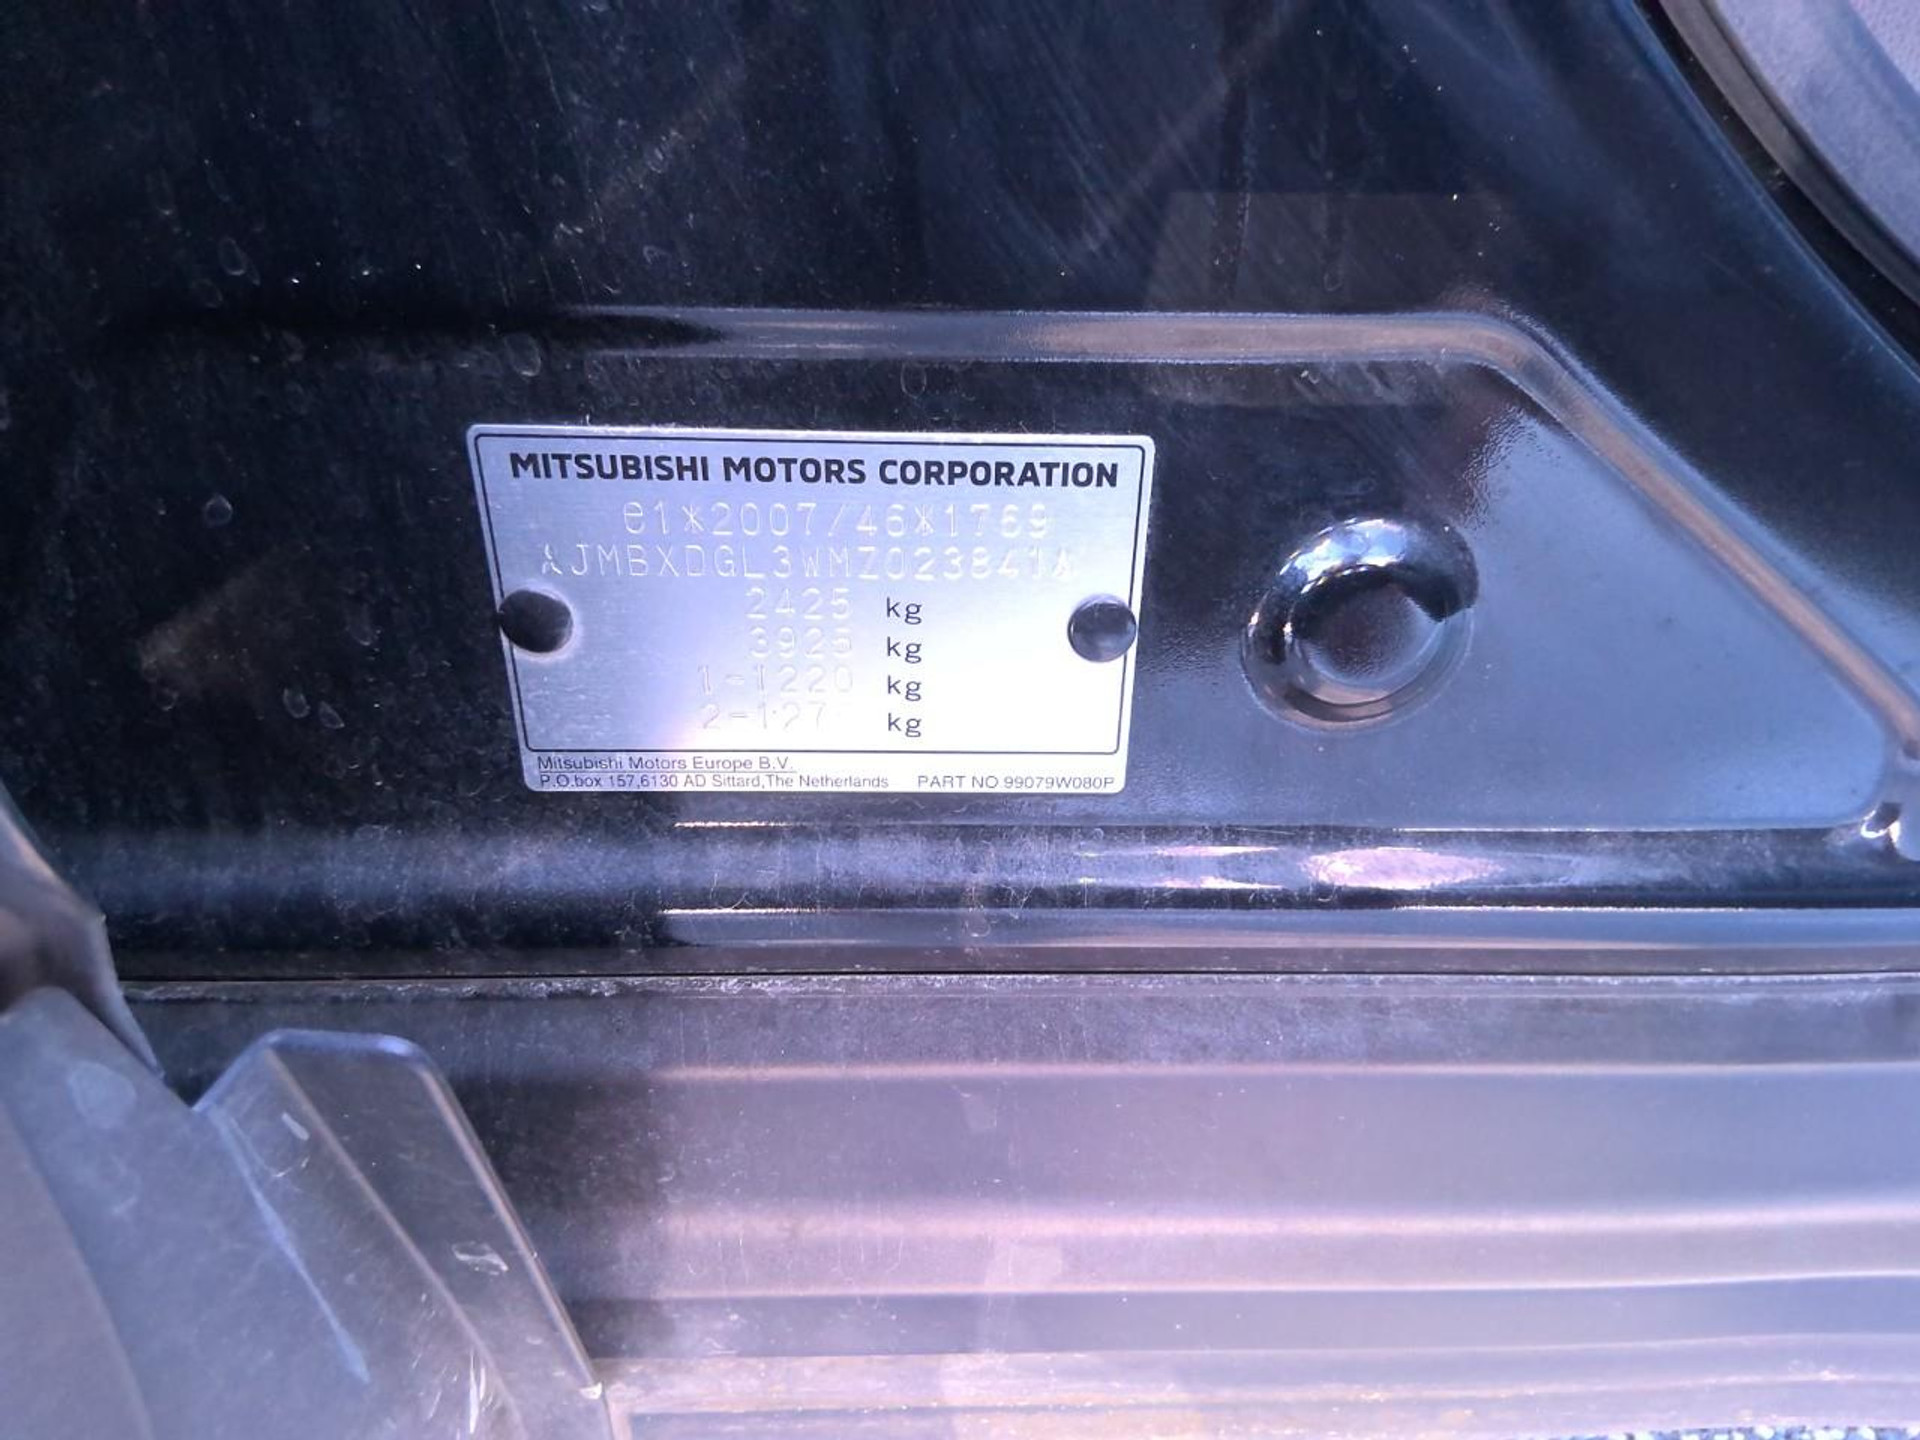 MITSUBISHI MOTORS CORPORATION
e1*2007/46*1769
JMBXDGL3WMZ023841
2425 kg
3925 kg
1-1220 kg
2- kg
Mitsubishi Motors Europe B.V.
P.O.box 157,6130 AD Sittard,The Netherlands PART NO.99079W080P